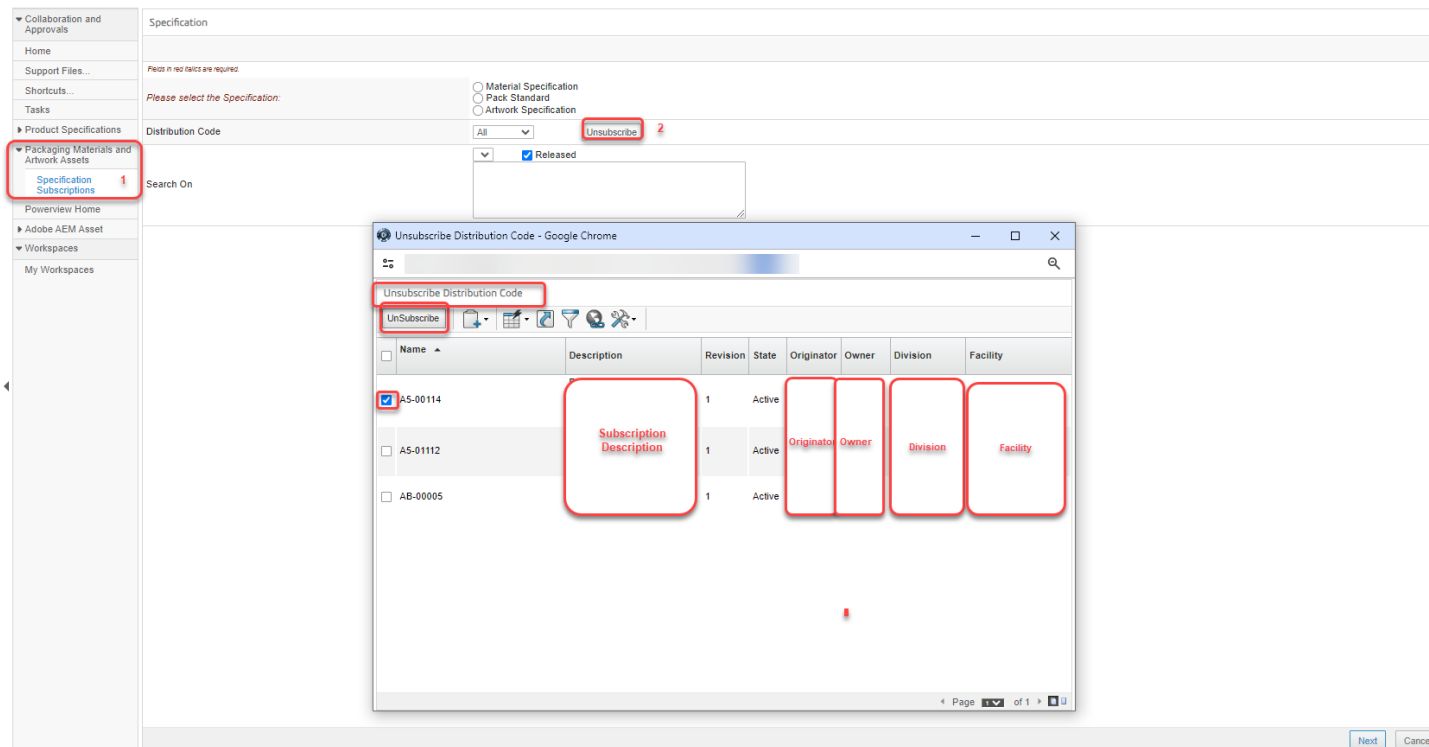 Collaboration and
Approvals
Specification
Home
Support Files...
Fields in red italics are required.
Shortcuts...
Please select the Specification:
Material Specification
Pack Standard
Artwork Specification
Tasks
Product Specifications
Distribution Code
All
Unsubscribe
2
Packaging Materials and
Artwork Assets
Released
Specification
Subscriptions
1
Search On
Powerview Home
Adobe AEM Asset
Workspaces
My Workspaces
Unsubscribe Distribution Code - Google Chrome
Unsubscribe Distribution Code
UnSubscribe
Name Description Revision State Originator Owner Division Facility
A5-00114 1 Active
Subscription
Description
Originator Owner Division Facility
A5-01112 1 Active
AB-00005 1 Active
Page 1 of 1
Next Cance